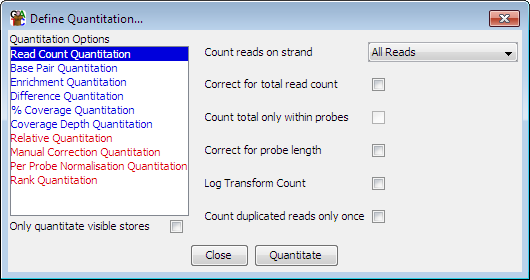 Define Quantitation...
Quantitation Options
Read Count Quantitation
Base Pair Quantitation
Enrichment Quantitation
Difference Quantitation
% Coverage Quantitation
Coverage Depth Quantitation
Relative Quantitation
Manual Correction Quantitation
Per Probe Normalisation Quantitation
Rank Quantitation
Only quantitate visible stores
Count reads on strand
All Reads
Correct for total read count
Count total only within probes
Correct for probe length
Log Transform Count
Count duplicated reads only once
Close
Quantitate